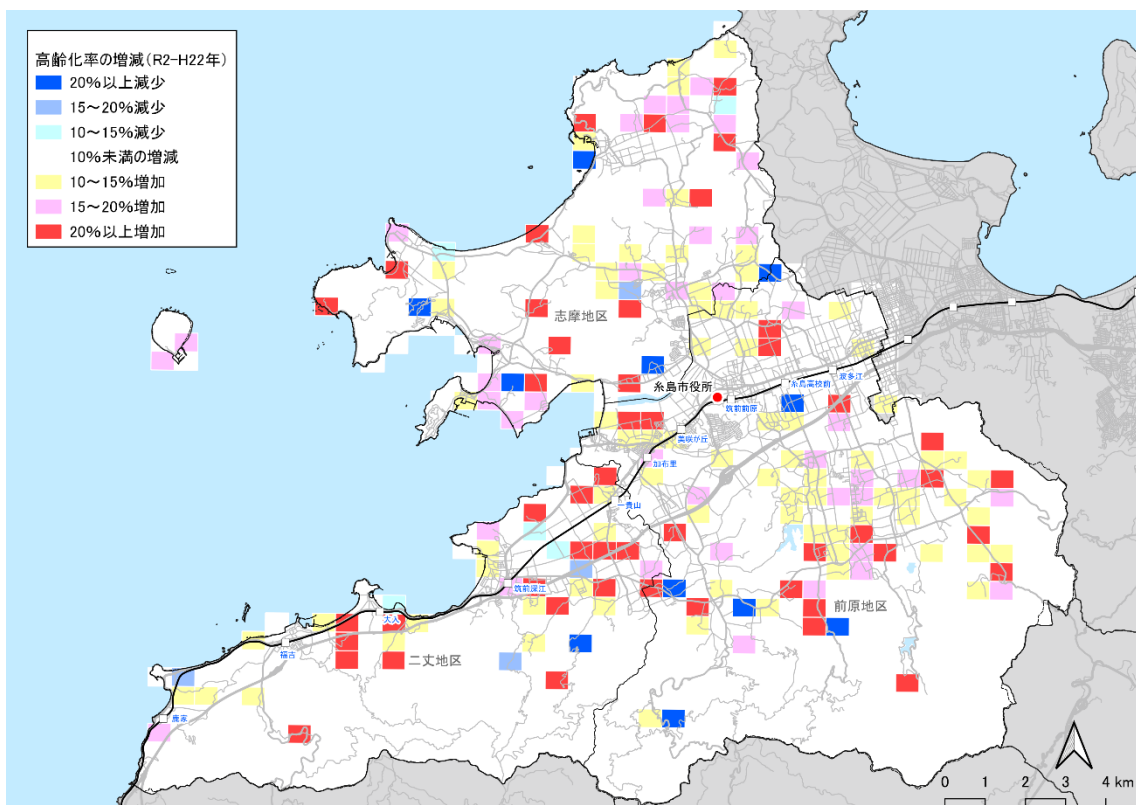 高齢化率の増減(R2-H22年)
20%以上減少
15～20%減少
10～15%減少
10%未満の増減
10～15%増加
15～20%増加
20%以上増加
志摩地区
糸島市役所
波多江
糸島高校前
筑前前原
美咲が丘
加布里
一貴山
筑前深江
大入
福吉
鹿家
二丈地区
前原地区
0 1 2 3 4 km